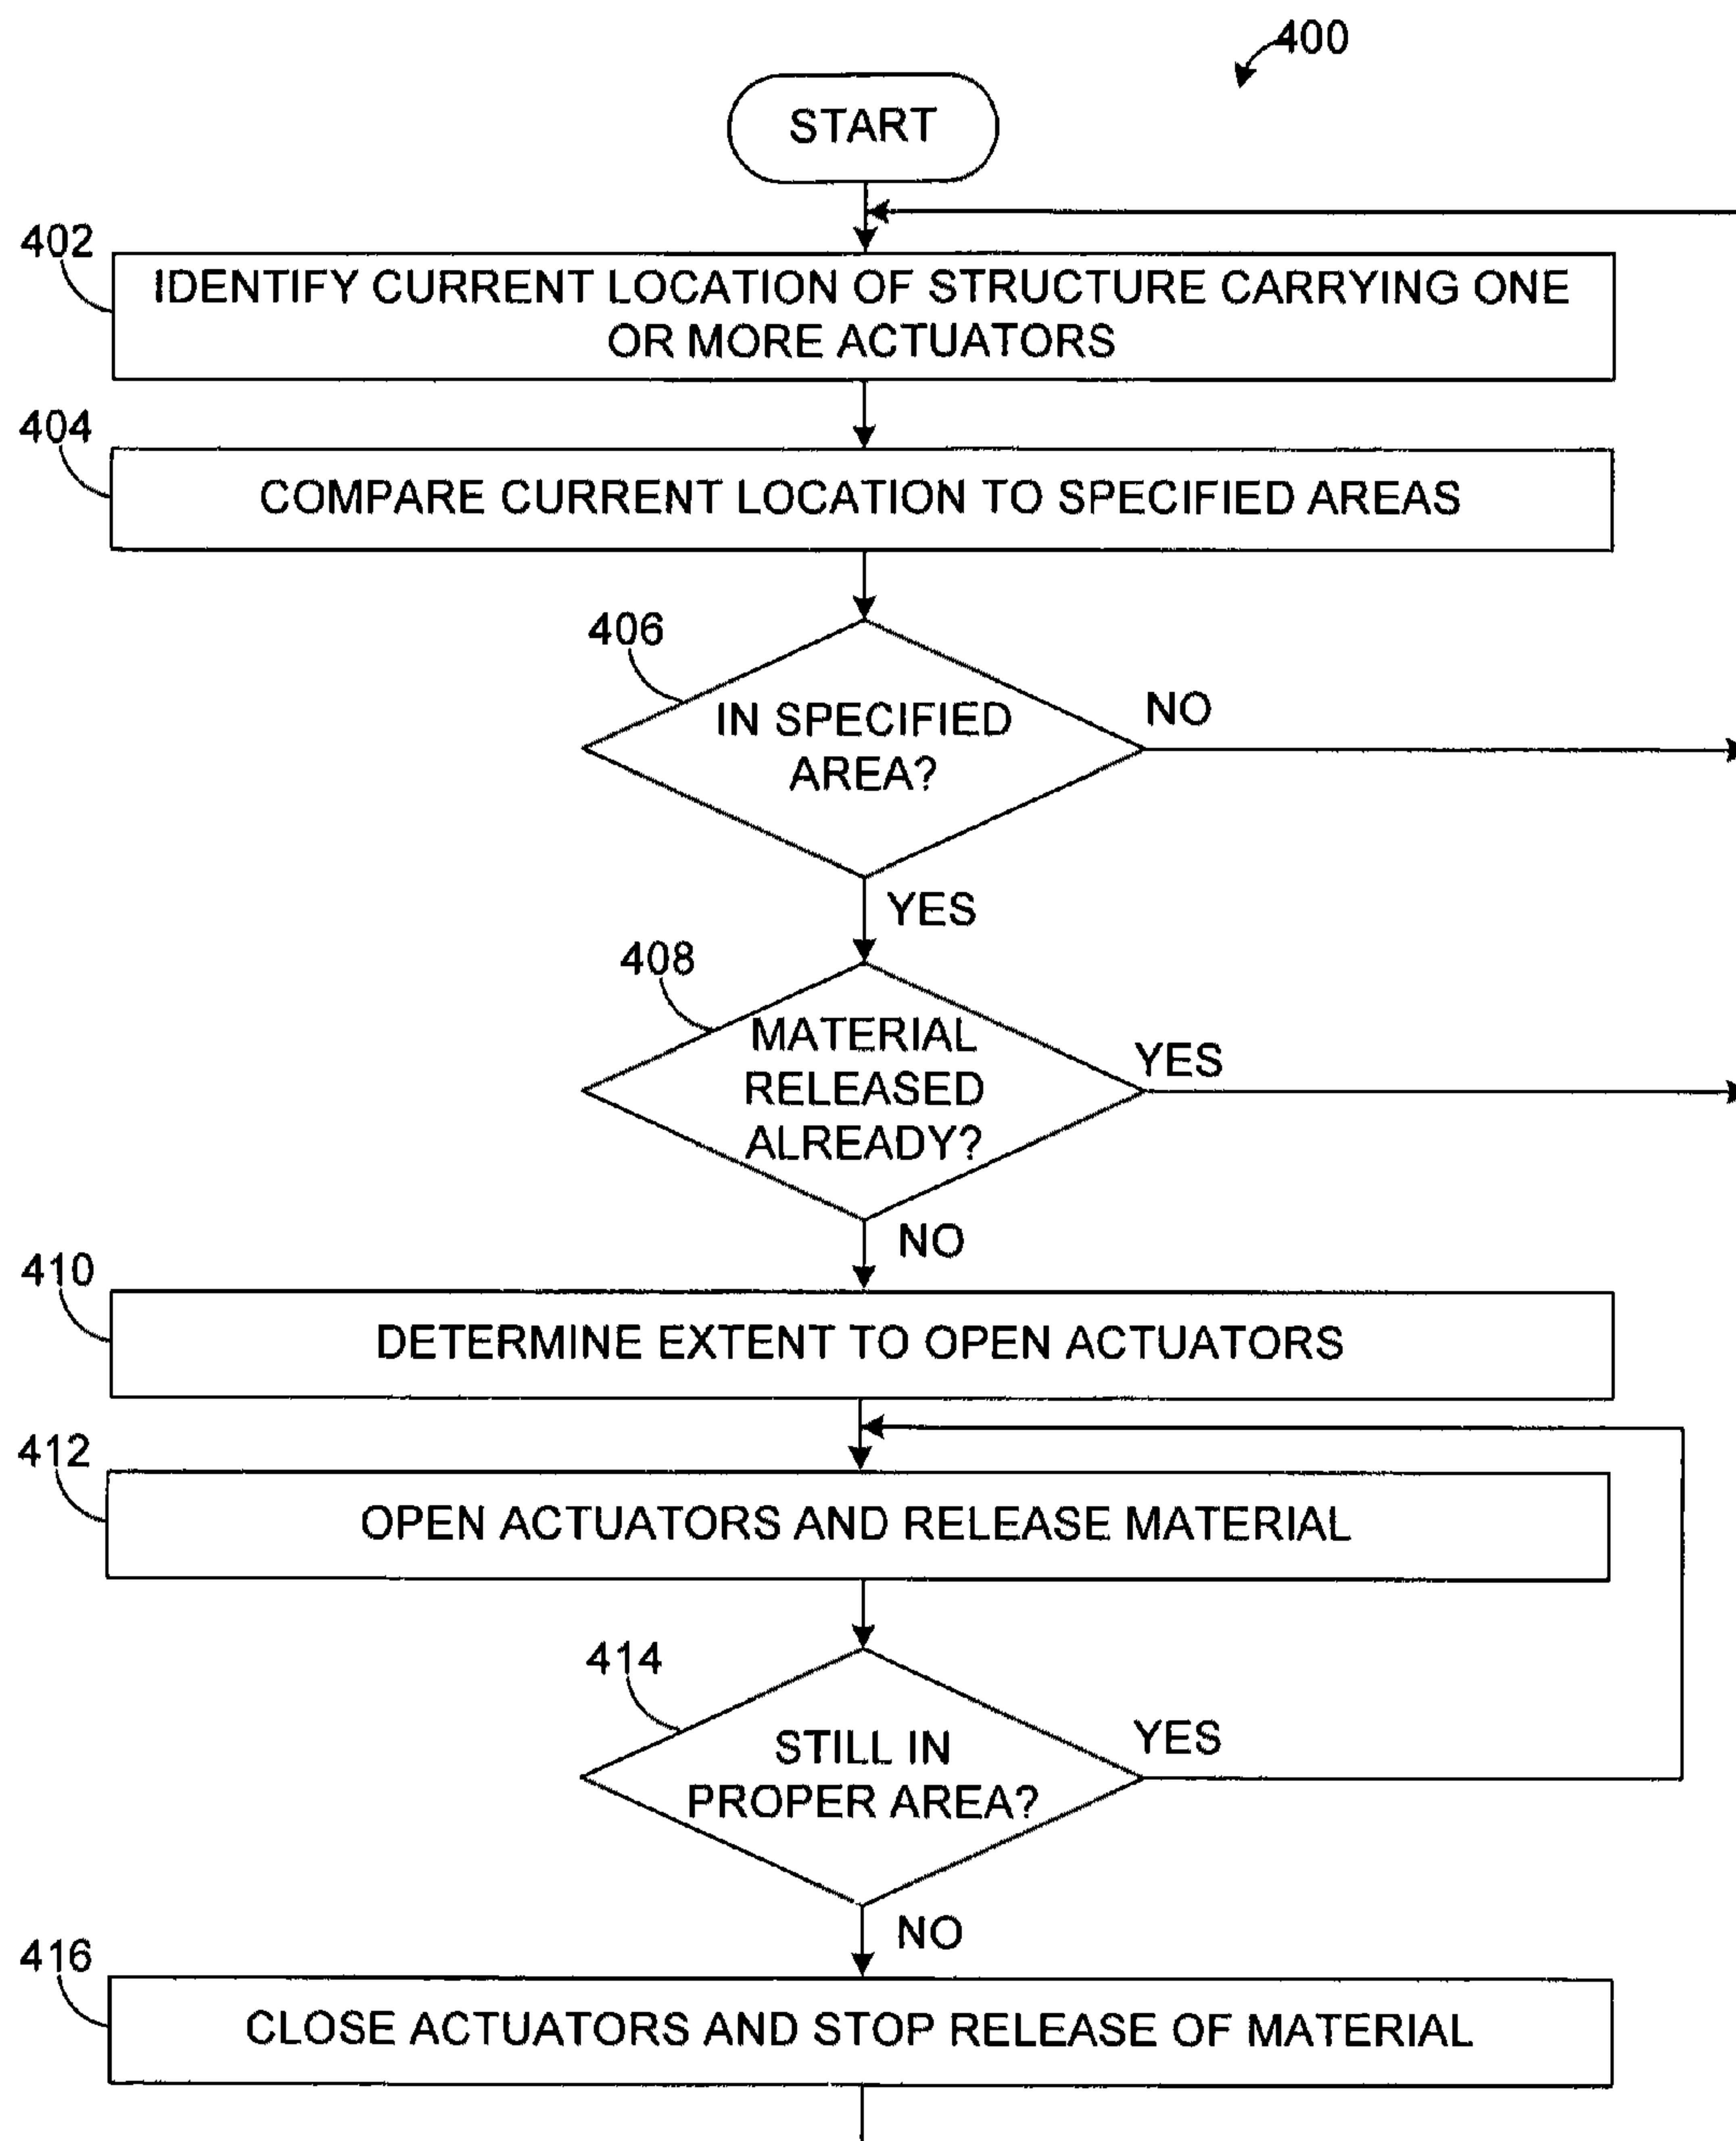 400
START
402
IDENTIFY CURRENT LOCATION OF STRUCTURE CARRYING ONE
OR MORE ACTUATORS
404
COMPARE CURRENT LOCATION TO SPECIFIED AREAS
406
IN SPECIFIED
AREA?
NO
YES
408
MATERIAL
RELEASED
ALREADY?
YES
NO
410
DETERMINE EXTENT TO OPEN ACTUATORS
412
OPEN ACTUATORS AND RELEASE MATERIAL
414
STILL IN
PROPER AREA?
YES
NO
416
CLOSE ACTUATORS AND STOP RELEASE OF MATERIAL